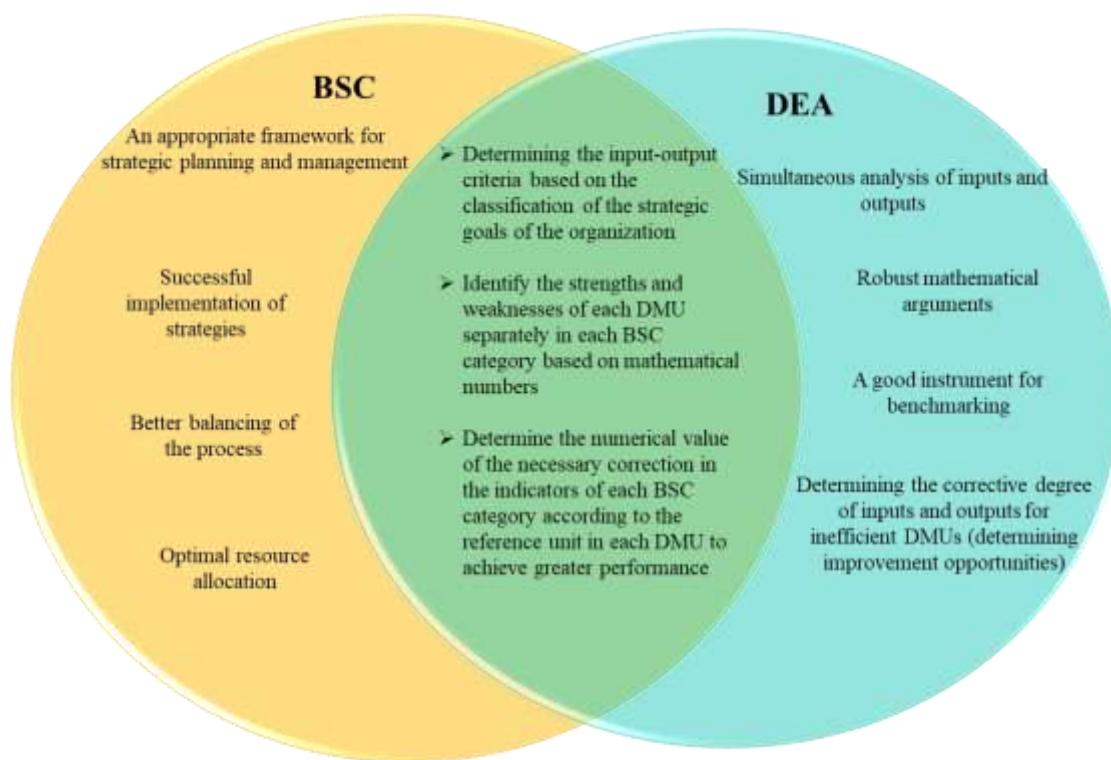 BSC
An appropriate framework for
strategic planning and management
Successful
implementation of
strategies
Better balancing of
the process
Optimal resource
allocation
➢ Determining the input-output
criteria based on the
classification of the strategic
goals of the organization
➢ Identify the strengths and
weaknesses of each DMU
separately in each BSC
category based on mathematical
numbers
➢ Determine the numerical value
of the necessary correction in
the indicators of each BSC
category according to the
reference unit in each DMU to
achieve greater performance
DEA
Simultaneous analysis of inputs and
outputs
Robust mathematical
arguments
A good instrument for
benchmarking
Determining the corrective degree
of inputs and outputs for
inefficient DMUs (determining
improvement opportunities)